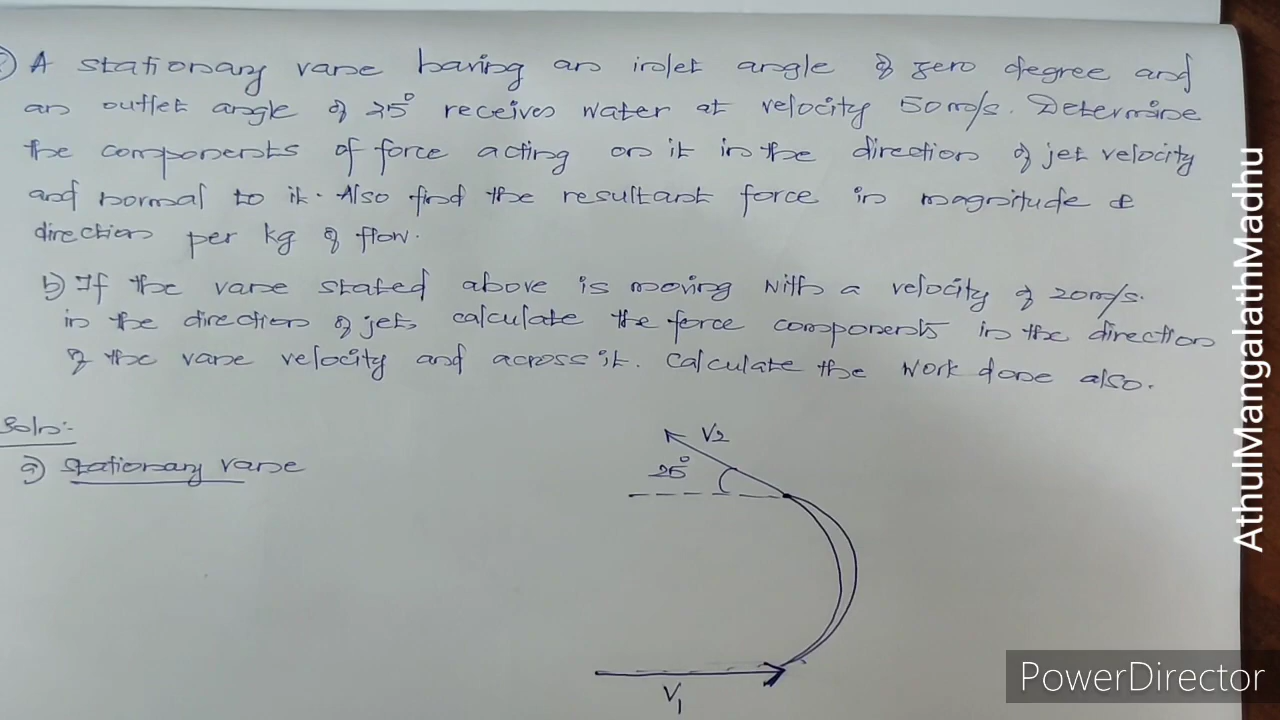 A stationary vane having an inlet angle of zero degree and
an outlet angle of 25° receives water at velocity 50m/s. Determine
the components of force acting on it in the direction of jet velocity
and normal to it. Also find the resultant force in magnitude &
direction per kg of flow.
b) If the vane stated above is moving with a velocity of 20m/s.
in the direction of jet, calculate the force components in the direction
of the vane velocity and across it. Calculate the work done also.
Soln:-
a) Stationary vane
V2
25°
V1
AthulMangalathMadhu
PowerDirector